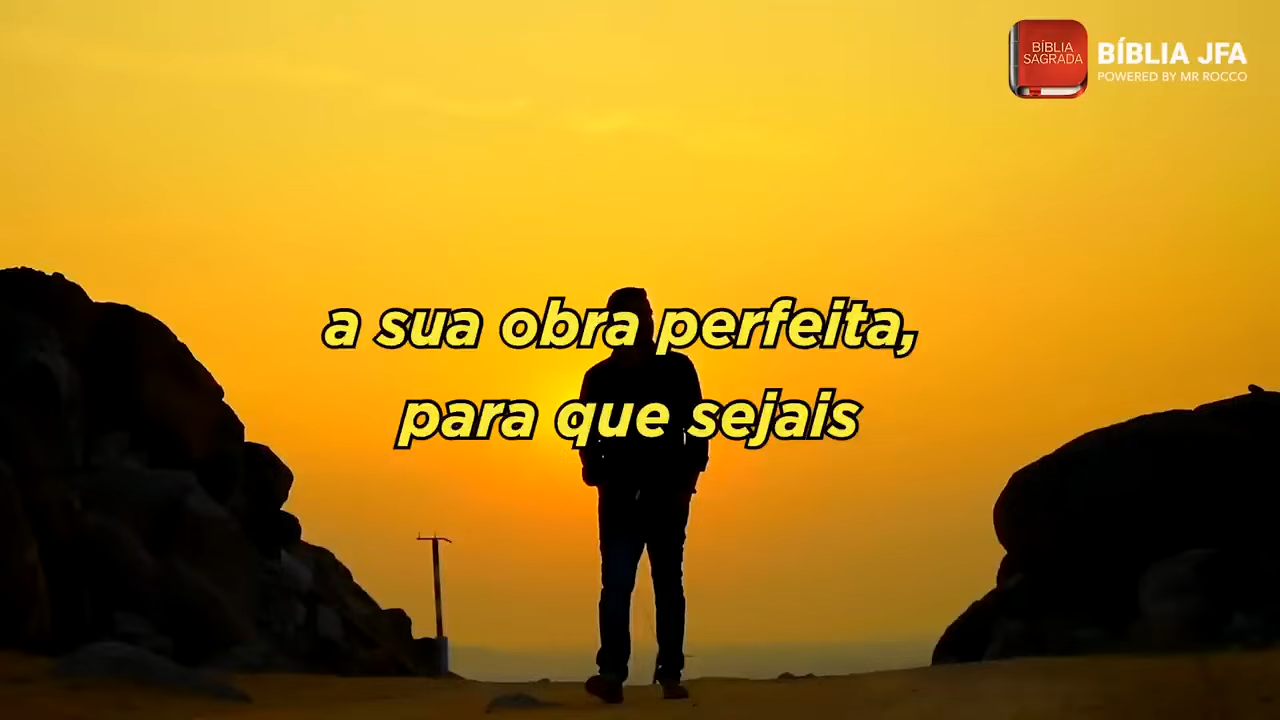 BÍBLIA
SAGRADA
BÍBLIA JFA
POWERED BY MR ROCCO
a sua obra perfeita,
para que sejais